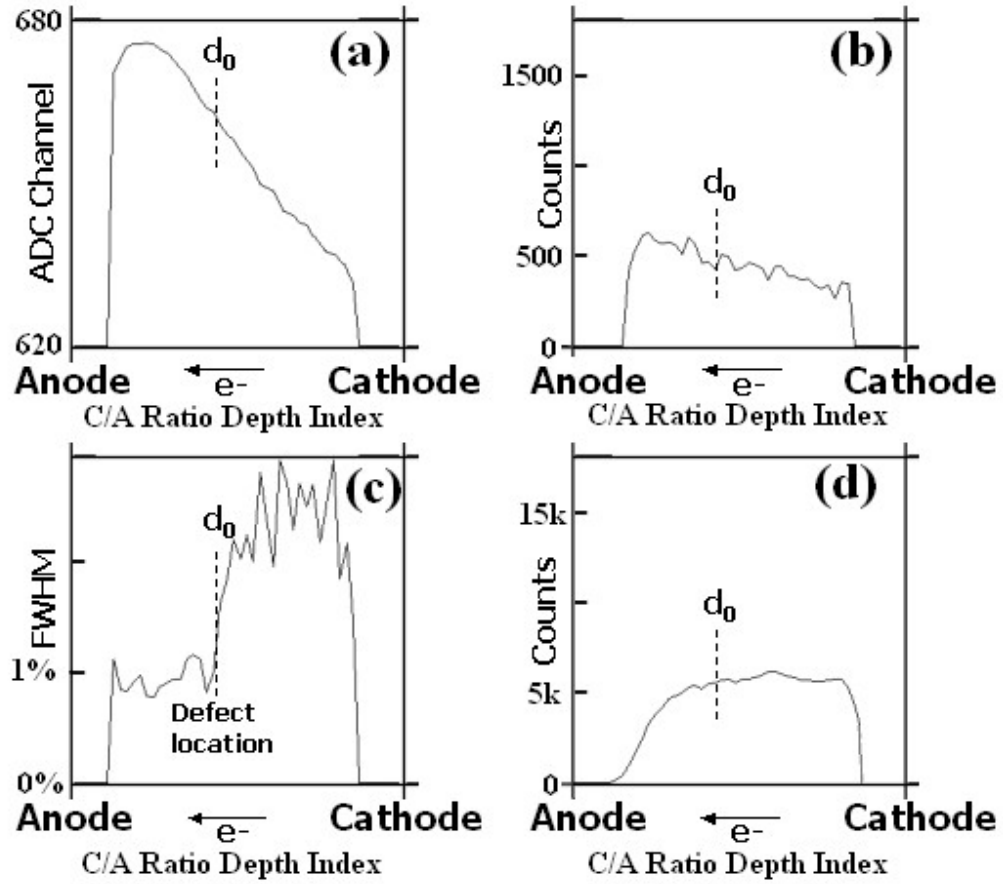 680
(a)
d0
ADC Channel
620
Anode
e-
Cathode
C/A Ratio Depth Index
(b)
1500
Counts
d0
500
0
Anode
e-
Cathode
C/A Ratio Depth Index
(c)
d0
FWHM
1%
Defect
location
0%
Anode
e-
Cathode
C/A Ratio Depth Index
(d)
15k
Counts
d0
5k
0
Anode
e-
Cathode
C/A Ratio Depth Index